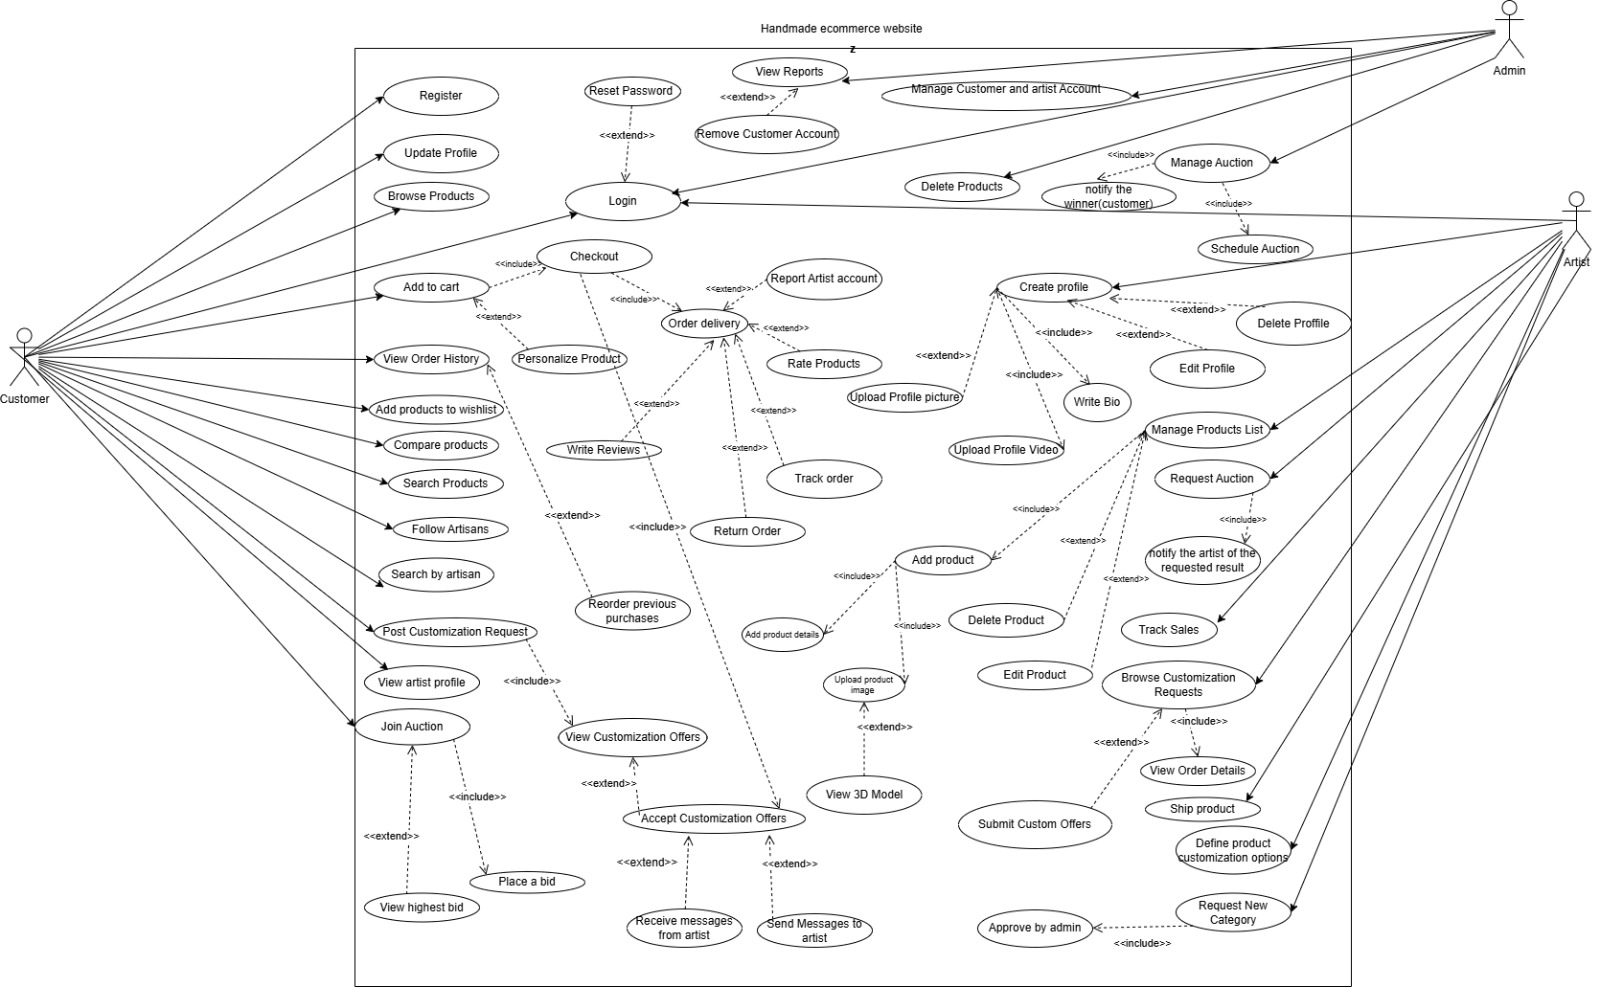 Handmade ecommerce website
z
Admin
View Reports
<<extend>>
Remove Customer Account
Manage Customer and artist Account
Register
Reset Password
<<extend>>
Update Profile
Browse Products
Login
Delete Products
<<include>>
Manage Auction
notify the
winner(customer)
<<include>>
Schedule Auction
Artist
Checkout
<<include>>
Add to cart
<<include>>
<<extend>>
Personalize Product
Report Artist account
<<extend>>
Order delivery
<<extend>>
Rate Products
Create profile
<<extend>>
Delete Proffile
<<include>>
<<extend>>
Edit Profile
<<extend>>
<<include>>
Upload Profile picture
Write Bio
Customer
View Order History
Add products to wishlist
Compare products
Search Products
Follow Artisans
Search by artisan
<<extend>>
<<extend>>
Write Reviews
<<extend>>
Track order
<<extend>>
Reorder previous
purchases
<<include>>
Return Order
Upload Profile Video
Manage Products List
Request Auction
<<include>>
<<include>>
notify the artist of the
requested result
<<extend>>
Add product
<<extend>>
<<include>>
Add product details
<<include>>
Delete Product
Track Sales
Post Customization Request
<<include>>
View artist profile
Upload product
image
Edit Product
Browse Customization
Requests
Join Auction
View Customization Offers
<<extend>>
<<extend>>
<<include>>
<<extend>>
View Order Details
<<include>>
<<extend>>
View 3D Model
Ship product
Accept Customization Offers
Submit Custom Offers
Define product
customization options
<<extend>>
<<extend>>
Place a bid
View highest bid
Receive messages
from artist
Send Messages to
artist
Request New
Category
Approve by admin
<<include>>